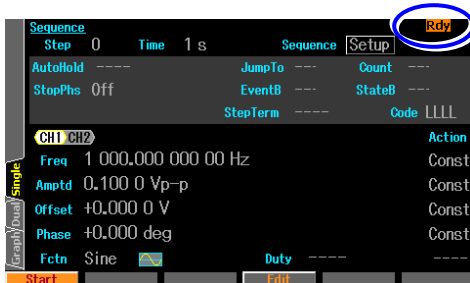 Sequence Rdy
Step 0 Time 1 s Sequence Setup
AutoHold ---- JumpTo --- Count ---
StopPhs Off EventB --- StateB ---
StepTerm ---- Code LLLL
CH1 CH2 Action
Freq 1 000.000 000 00 Hz Const
Amptd 0.100 0 Vp-p Const
Offset +0.000 0 V Const
Phase +0.000 deg Const
Fctn Sine Duty ---- ----
Graph Dual Single
Start Edit